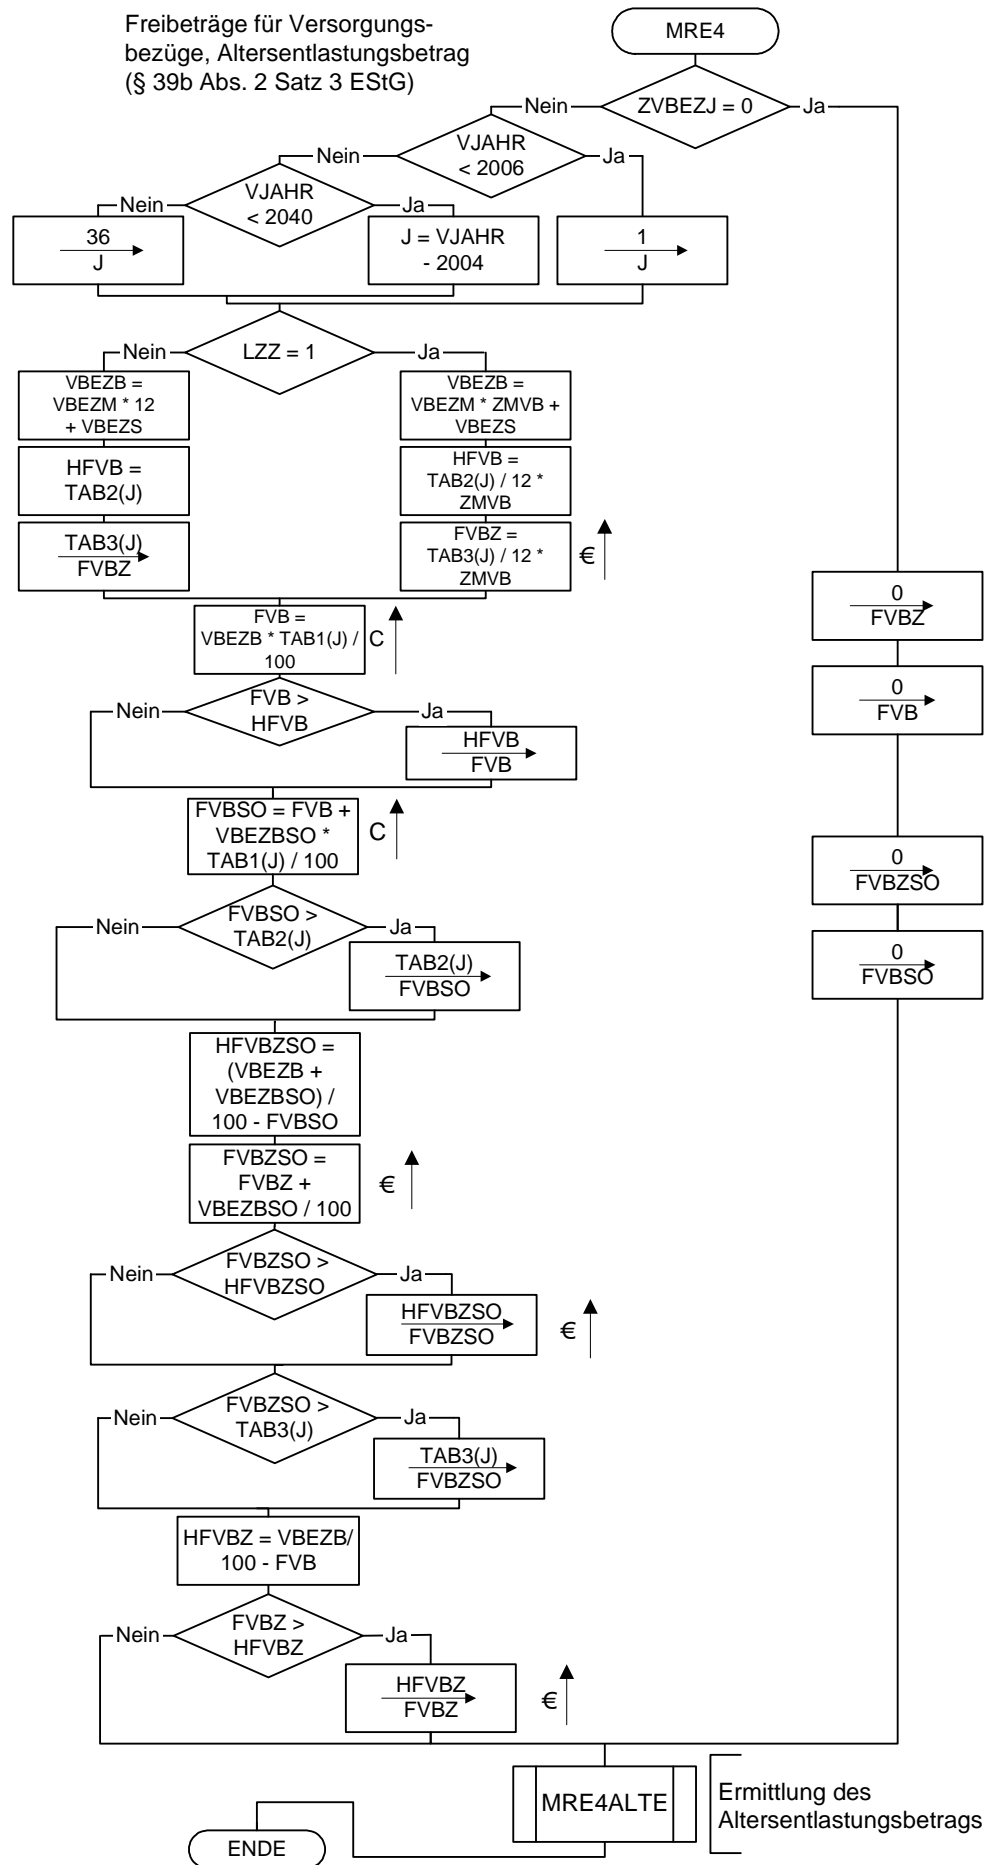 Freibeträge für Versorgungs-
bezüge, Altersentlastungsbetrag
(§ 39b Abs. 2 Satz 3 EStG)
MRE4
ZVBEZJ = 0
Nein
Ja
VJAHR
< 2006
Nein
Ja
VJAHR
< 2040
Nein
Ja
36
J
J = VJAHR
- 2004
1
J
LZZ = 1
Nein
Ja
VBEZB =
VBEZM * 12
+ VBEZS
HFVB =
TAB2(J)
TAB3(J)
FVBZ
VBEZB =
VBEZM * ZMVB +
VBEZS
HFVB =
TAB2(J) / 12 *
ZMVB
FVBZ =
TAB3(J) / 12 *
ZMVB
€
0
FVBZ
0
FVB
FVB =
VBEZB * TAB1(J) /
100
C
FVB >
HFVB
Nein
Ja
HFVB
FVB
FVBSO = FVB +
VBEZBSO *
TAB1(J) / 100
C
0
FVBZSO
0
FVBSO
FVBSO >
TAB2(J)
Nein
Ja
TAB2(J)
FVBSO
HFVBZSO =
(VBEZB +
VBEZBSO) /
100 - FVBSO
FVBZSO =
FVBZ +
VBEZBSO / 100
€
FVBZSO >
HFVBZSO
Nein
Ja
HFVBZSO
FVBZSO
€
FVBZSO >
TAB3(J)
Nein
Ja
TAB3(J)
FVBZSO
HFVBZ = VBEZB/
100 - FVB
FVBZ >
HFVBZ
Nein
Ja
HFVBZ
FVBZ
€
MRE4ALTE
Ermittlung des
Altersentlastungsbetrags
ENDE